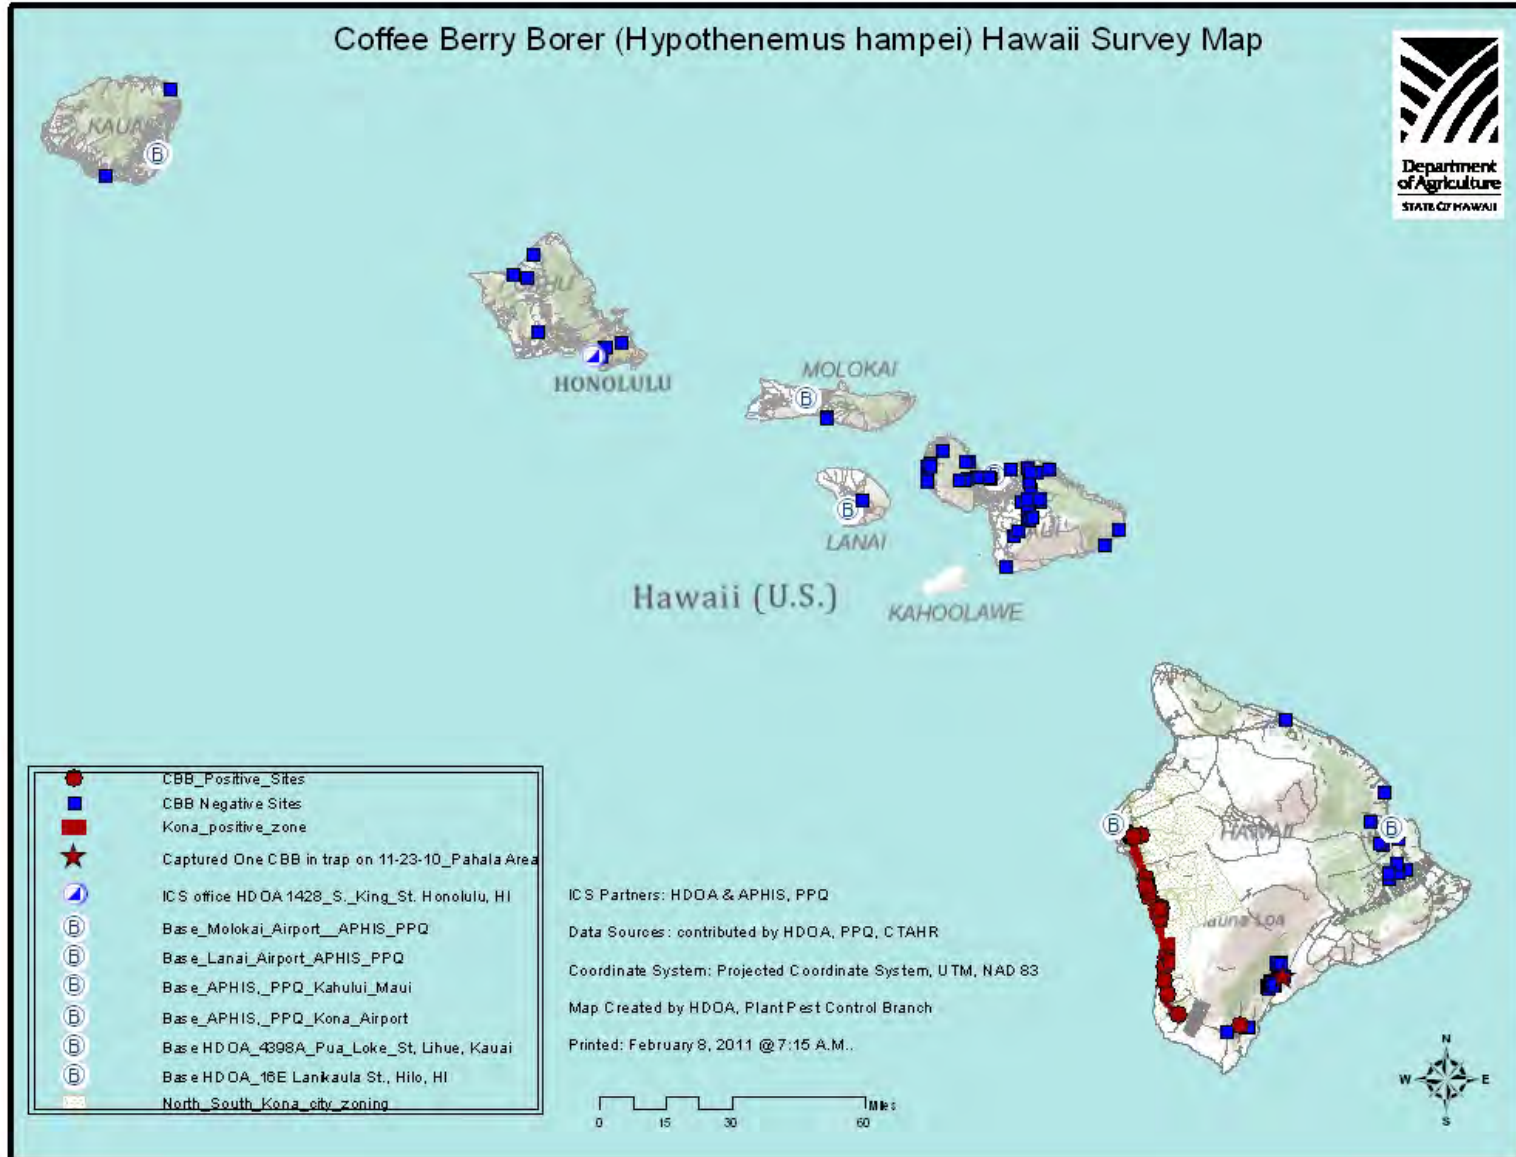 Coffee Berry Borer (Hypothenemus hampei) Hawaii Survey Map
Department
of Agriculture
STATE OF HAWAII
KAUAI
B
HONOLULU
MOLOKAI
B
B
LANAI
Hawaii (U.S.)
KAHOOLAWE
B
B
HAWAII
Mauna Loa
CBB_Positive_Sites
CBB Negative Sites
Kona_positive_zone
Captured One CBB in trap on 11-23-10_Pahala Area
ICS office HDOA 1428_S._King_St. Honolulu, HI
B Base_Molokai_Airport__APHIS_PPQ
B Base_Lanai_Airport_APHIS_PPQ
B Base_APHIS,_PPQ_Kahului_Maui
B Base_APHIS,_PPQ_Kona_Airport
B Base HDOA_4398A_Pua_Loke_St, Lihue, Kauai
B Base HDOA_16E Lanikaula St., Hilo, HI
North_South_Kona_city_zoning
ICS Partners: HDOA & APHIS, PPQ
Data Sources: contributed by HDOA, PPQ, CTAHR
Coordinate System: Projected Coordinate System, UTM, NAD 83
Map Created by HDOA, Plant Pest Control Branch
Printed: February 8, 2011 @ 7:15 A.M..
Miles
0 15 30 60
N
W E
S